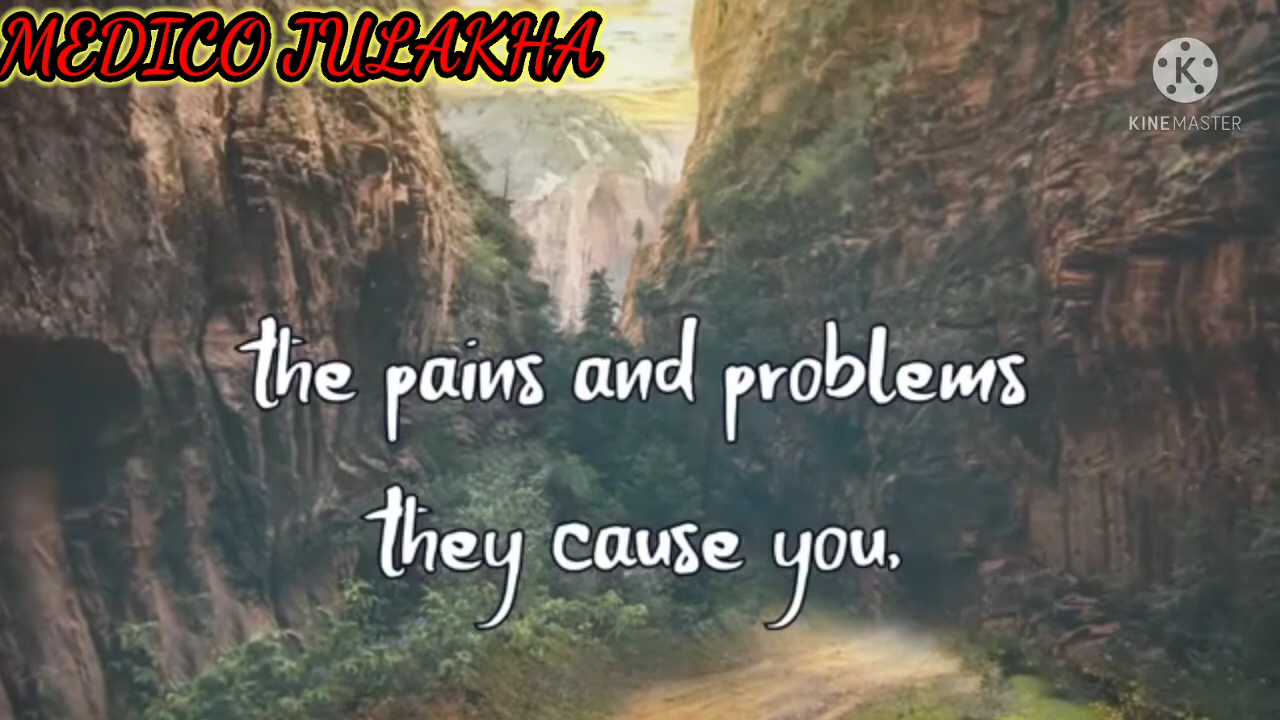 MEDICO JULAKHA
K
KINEMASTER
the pains and problems
they cause you,